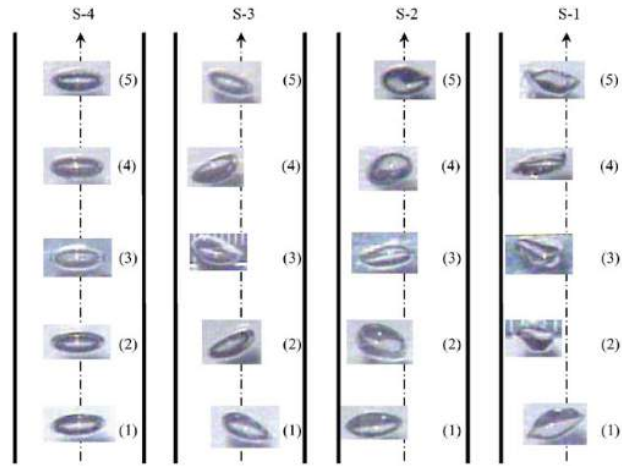 S-4 S-3 S-2 S-1
(5) (5) (5) (5)
(4) (4) (4) (4)
(3) (3) (3) (3)
(2) (2) (2) (2)
(1) (1) (1) (1)